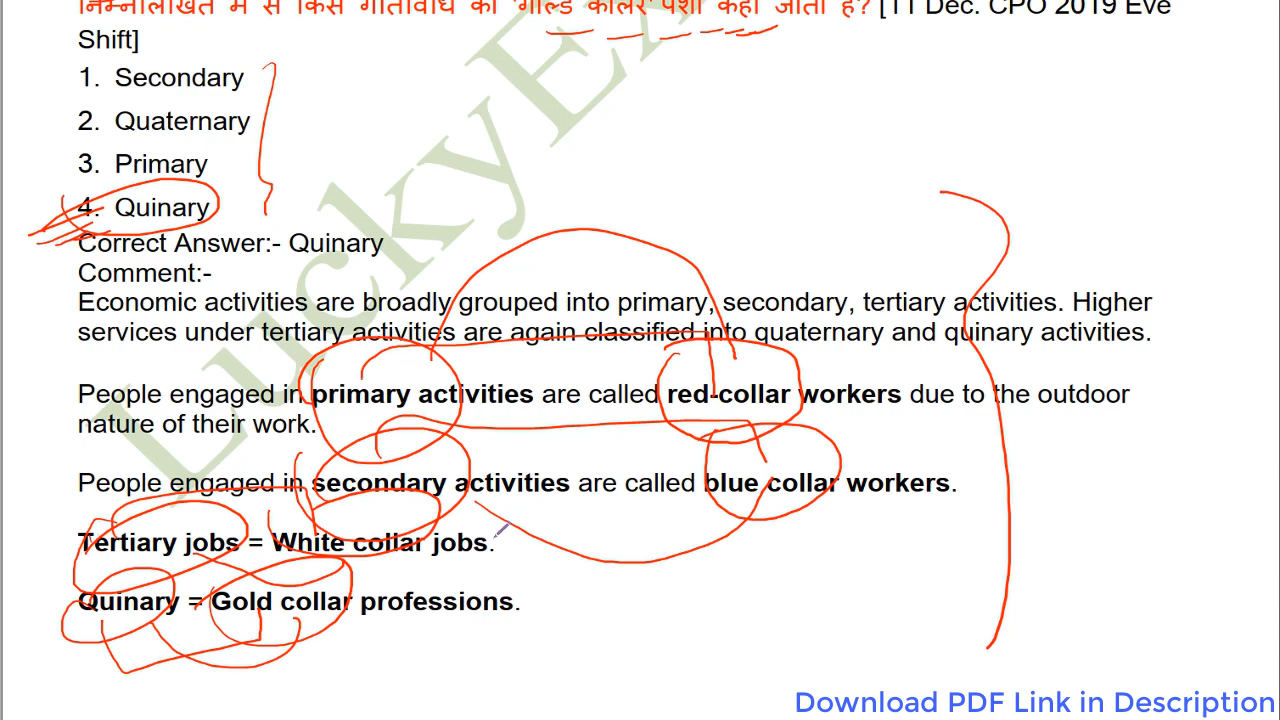 निम्नलिखित में से किस गतिविधि को 'गोल्ड कॉलर' पेशा कहा जाता है? [11 Dec. CPO 2019 Eve
Shift]
1. Secondary
2. Quaternary
3. Primary
4. Quinary
Correct Answer:- Quinary
Comment:-
Economic activities are broadly grouped into primary, secondary, tertiary activities. Higher
services under tertiary activities are again classified into quaternary and quinary activities.
People engaged in primary activities are called red-collar workers due to the outdoor
nature of their work.
People engaged in secondary activities are called blue collar workers.
Tertiary jobs = White collar jobs.
Quinary = Gold collar professions.
Download PDF Link in Description